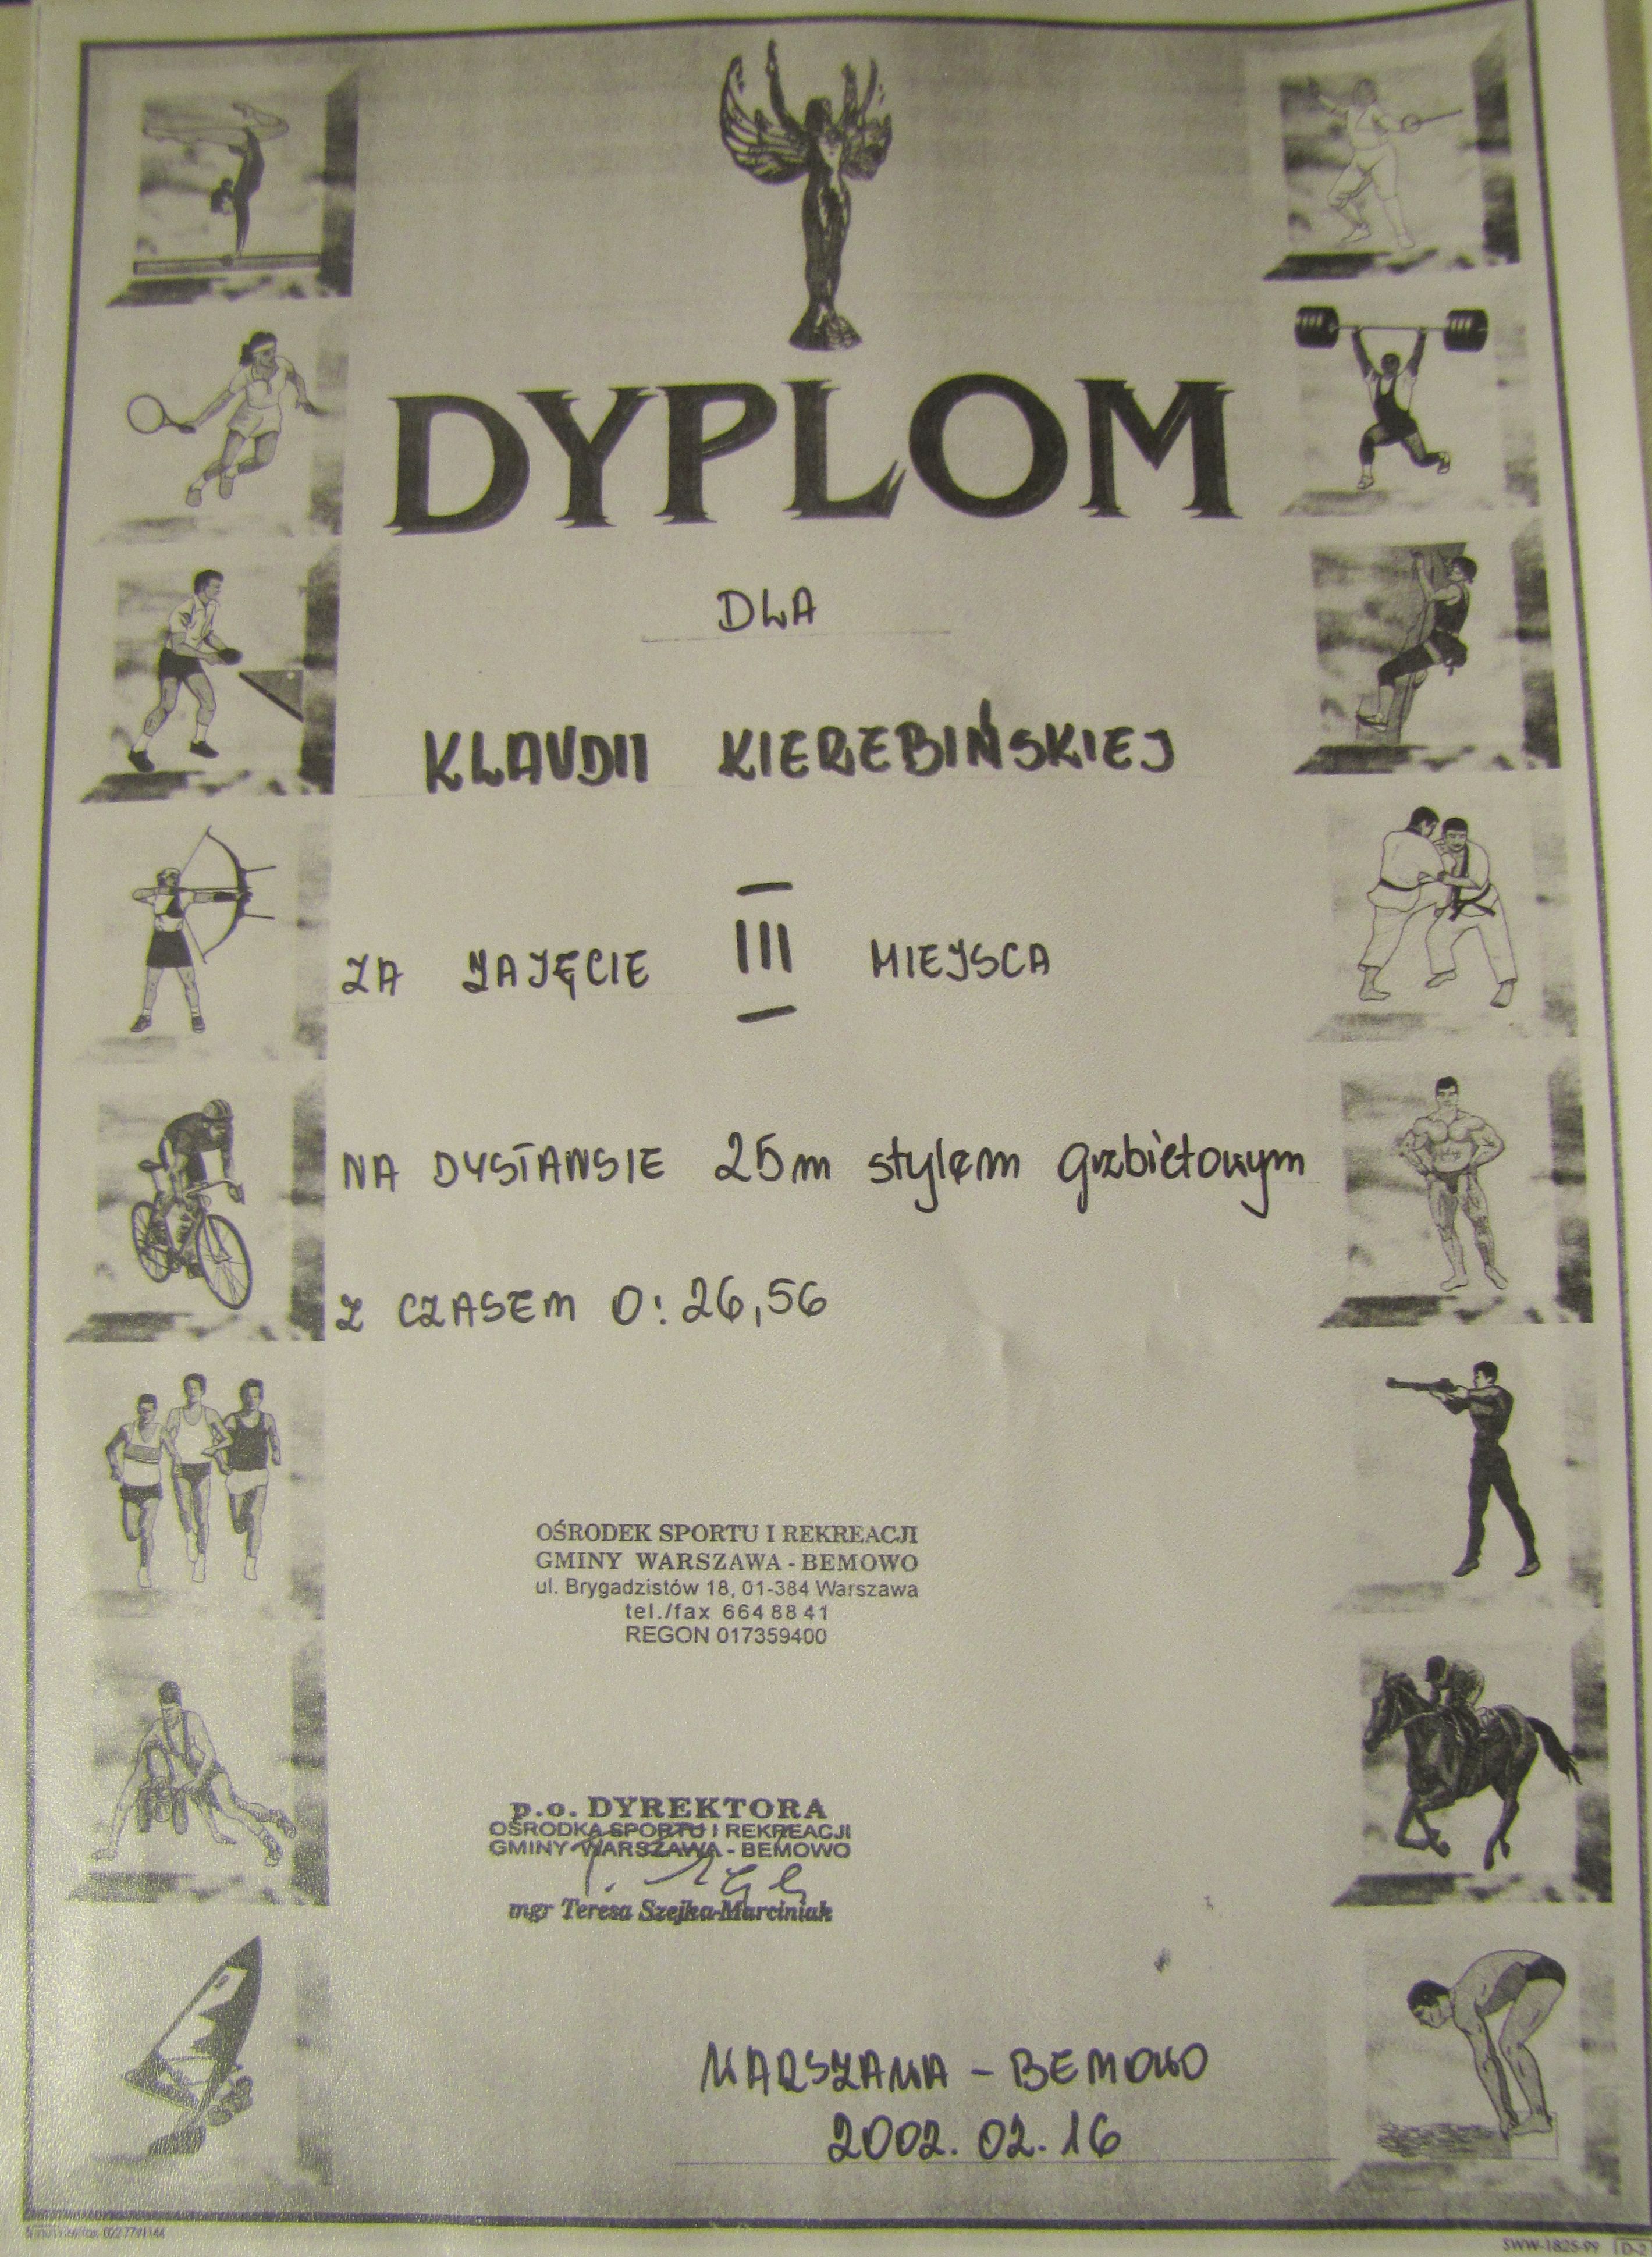 DYPLOM
DLA
KLAUDII KIEREBIŃSKIEJ
ZA ZAJĘCIE III MIEJSCA
NA DYSTANSIE 25m stylem grzbietowym
Z CZASEM 0:26,56
OŚRODEK SPORTU I REKREACJI
GMINY WARSZAWA - BEMOWO
ul. Brygadzistów 18, 01-384 Warszawa
tel./fax 664 88 41
REGON 017359400
p.o. DYREKTORA
OŚRODKA SPORTU I REKREACJI
GMINY WARSZAWA - BEMOWO
mgr Teresa Szejka-Marciniak
WARSZAWA - BEMOWO
2002.02.16
SWW-1825-99